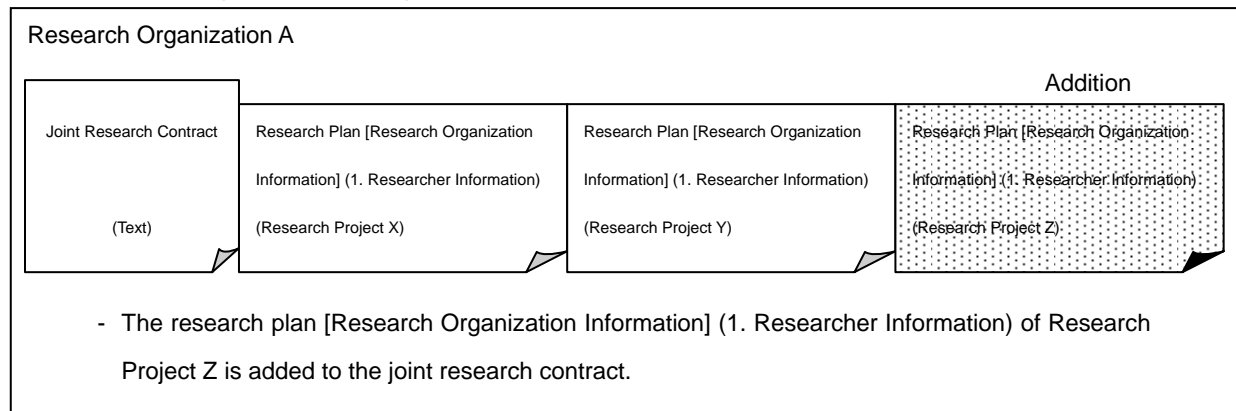 Research Organization A
Addition
Joint Research Contract
(Text)
Research Plan [Research Organization
Information] (1. Researcher Information)
(Research Project X)
Research Plan [Research Organization
Information] (1. Researcher Information)
(Research Project Y)
Research Plan [Research Organization
Information] (1. Researcher Information)
(Research Project Z)
- The research plan [Research Organization Information] (1. Researcher Information) of Research
Project Z is added to the joint research contract.